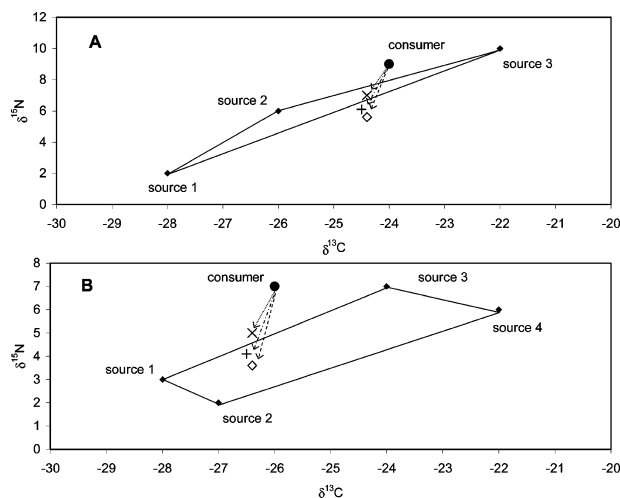 A
consumer
source 3
source 2
source 1
δ15N
12
10
8
6
4
2
0
-30 -29 -28 -27 -26 -25 -24 -23 -22 -21 -20
δ13C
B
consumer
source 3
source 4
source 1
source 2
δ15N
8
7
6
5
4
3
2
1
0
-30 -29 -28 -27 -26 -25 -24 -23 -22 -21 -20
δ13C